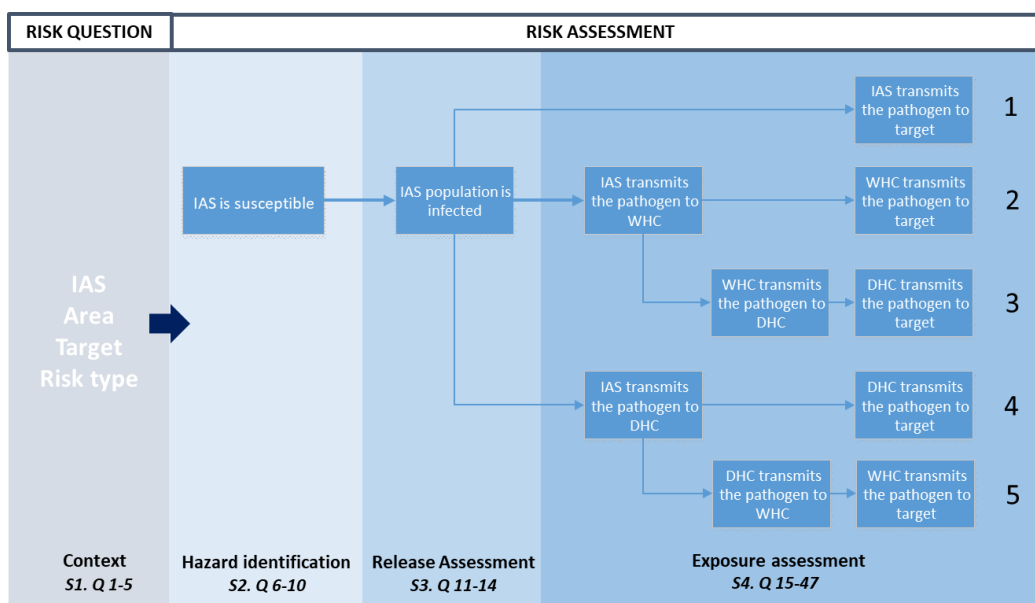 RISK QUESTION
RISK ASSESSMENT
IAS transmits
the pathogen to
target
1
IAS is susceptible
IAS population is
infected
IAS transmits
the pathogen to
WHC
WHC transmits
the pathogen to
target
2
IAS
Area
Target
Risk type
WHC transmits
the pathogen to
DHC
DHC transmits
the pathogen to
target
3
IAS transmits
the pathogen to
DHC
DHC transmits
the pathogen to
target
4
DHC transmits
the pathogen to
WHC
WHC transmits
the pathogen to
target
5
Context
S1. Q 1-5
Hazard identification
S2. Q 6-10
Release Assessment
S3. Q 11-14
Exposure assessment
S4. Q 15-47